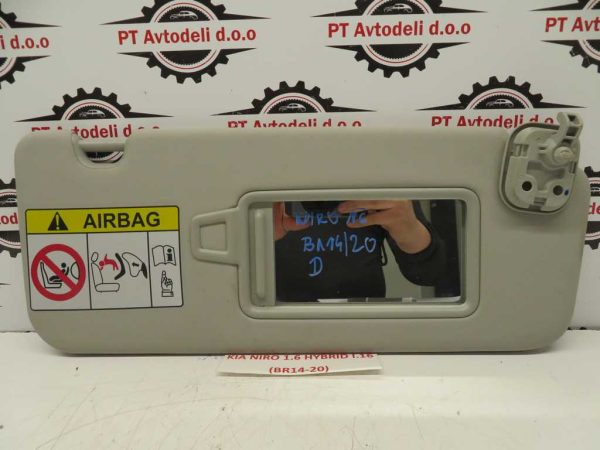 PT Avtodeli d.o.o
PT Avtodeli d.o.o
PT Avtodeli d.o
PT Avtodeli d.o.o
PT Avtodeli d.o.o
AIRBAG
NIRO 16
BR14/20
D
KIA NIRO 1.6 HYBRID l.16
(BR14-20)